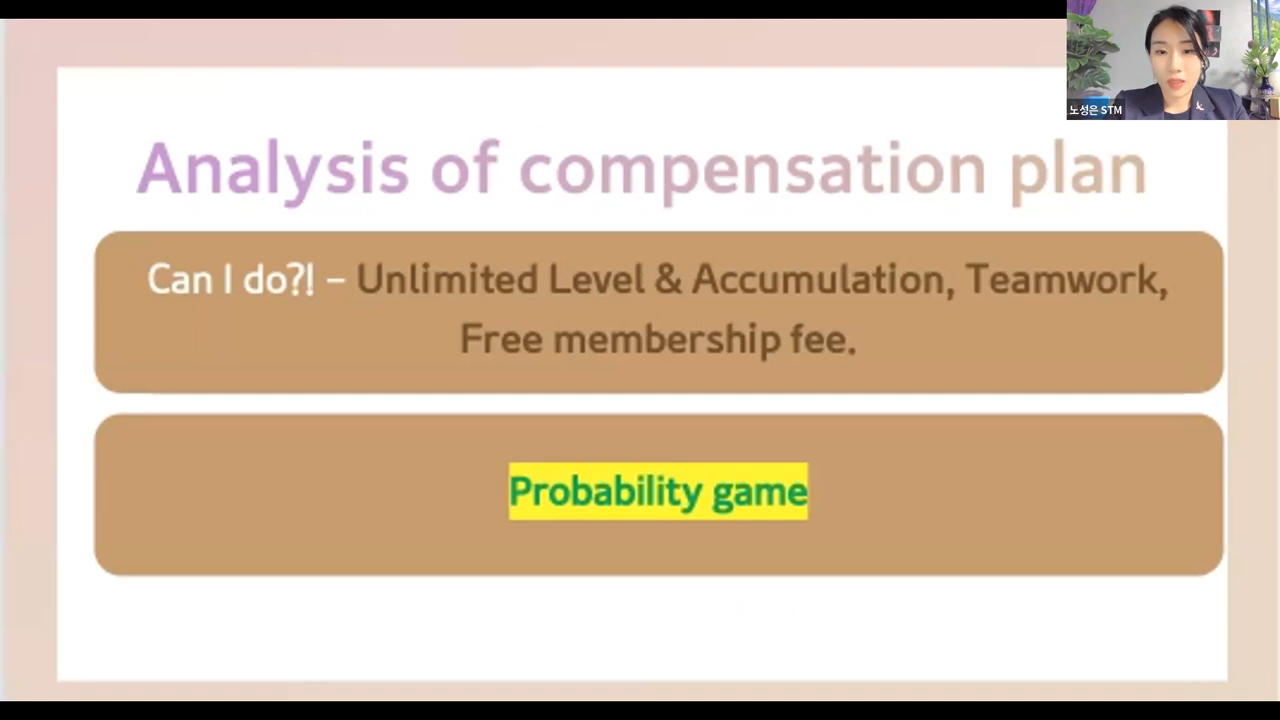 노성은 STM
Analysis of compensation plan
Can I do?! – Unlimited Level & Accumulation, Teamwork,
Free membership fee.
Probability game